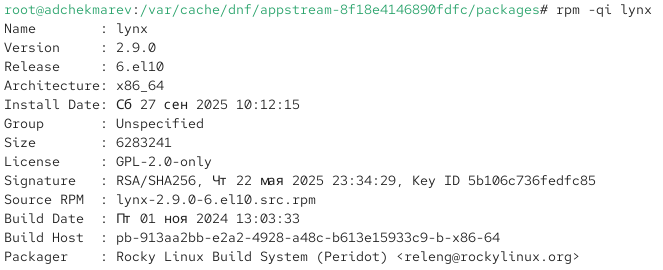 root@adchekmarev:/var/cache/dnf/appstream-8f18e4146890fdfc/packages# rpm -qi lynx
Name        : lynx
Version     : 2.9.0
Release     : 6.el10
Architecture: x86_64
Install Date: Сб 27 сен 2025 10:12:15
Group       : Unspecified
Size        : 6283241
License     : GPL-2.0-only
Signature   : RSA/SHA256, Чт 22 мая 2025 23:34:29, Key ID 5b106c736fedfc85
Source RPM  : lynx-2.9.0-6.el10.src.rpm
Build Date  : Пт 01 ноя 2024 13:03:33
Build Host  : pb-913aa2bb-e2a2-4928-a48c-b613e15933c9-b-x86-64
Packager    : Rocky Linux Build System (Peridot) <releng@rockylinux.org>